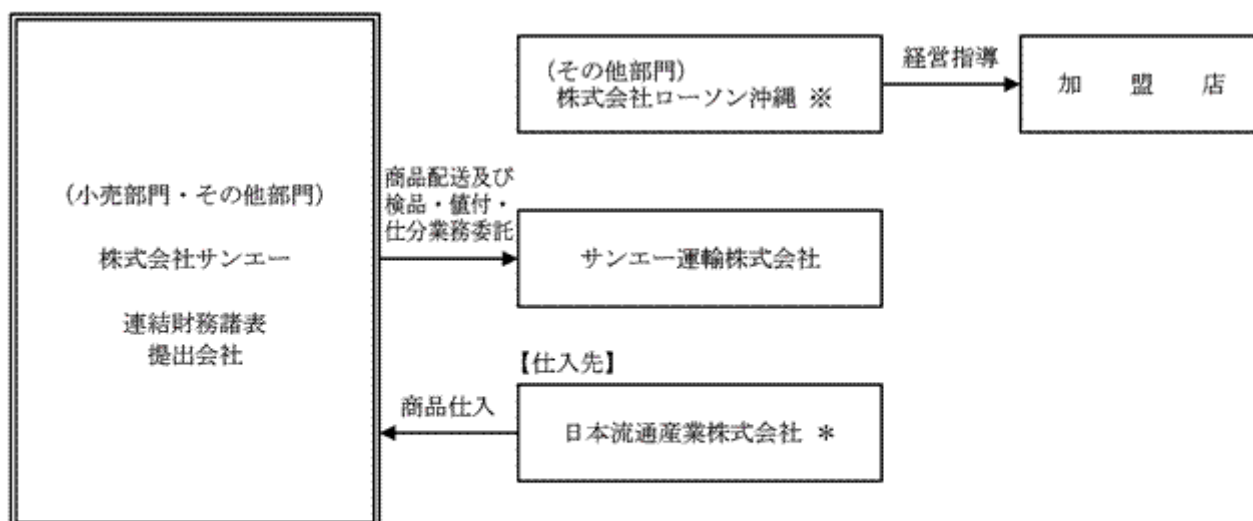 (小売部門・その他部門)
株式会社サンエー
連結財務諸表
提出会社
(その他部門)
株式会社ローソン沖縄 ※
経営指導
加 盟 店
商品配送及び
検品・値付・
仕分業務委託
サンエー運輸株式会社
【仕入先】
商品仕入
日本流通産業株式会社 *